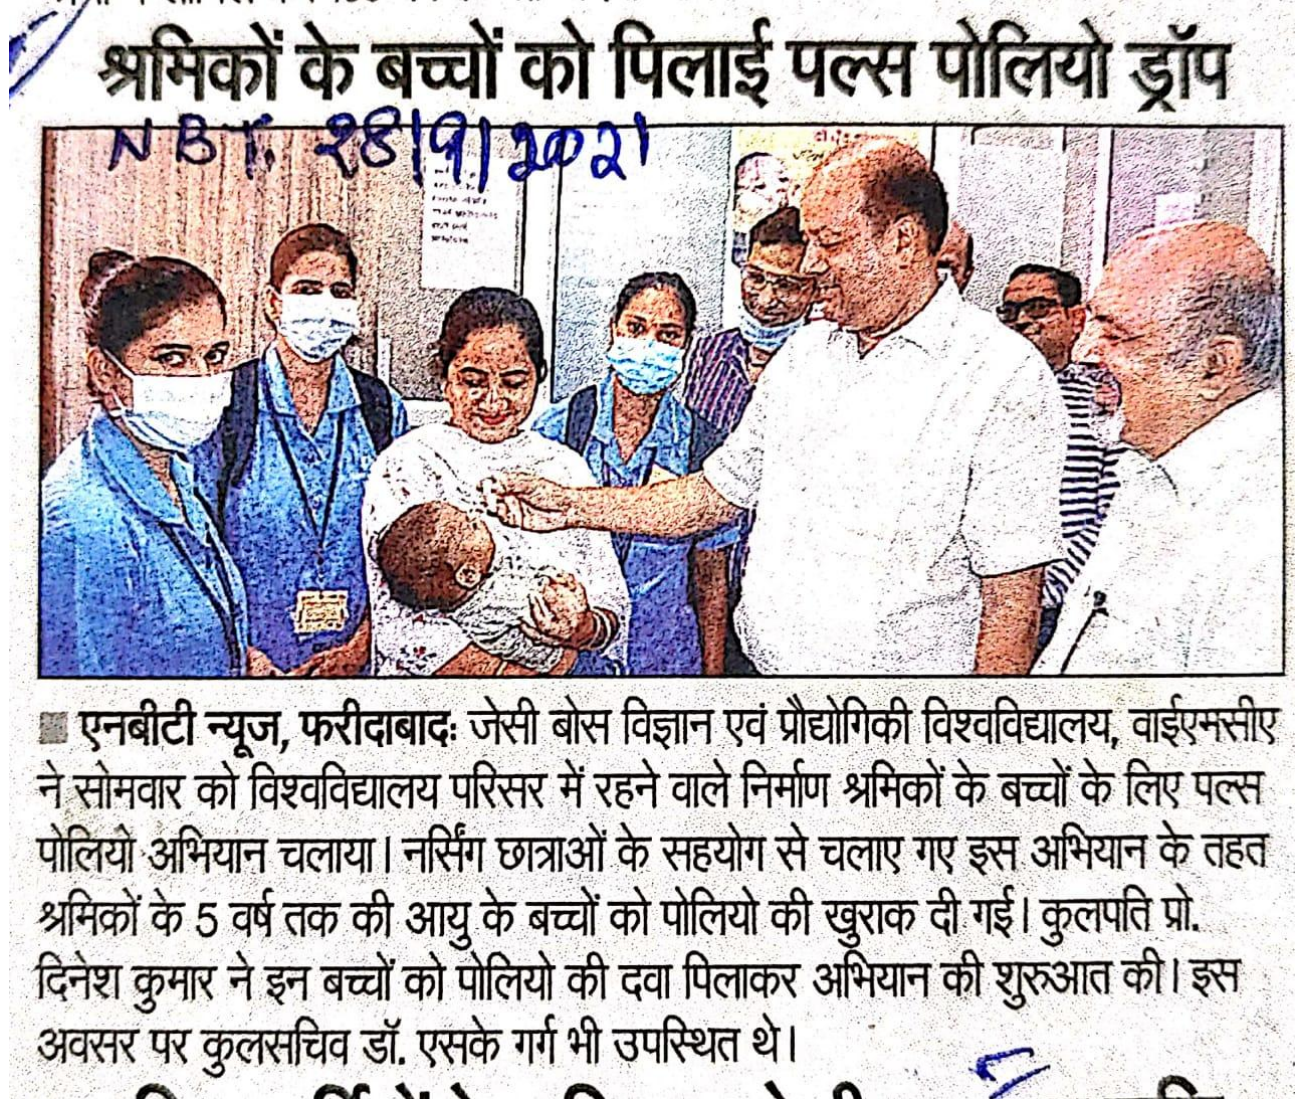 श्रमिकों के बच्चों को पिलाई पल्स पोलियो ड्रॉप
NBT. 28/9/2021
एनबीटी न्यूज, फरीदाबादः जेसी बोस विज्ञान एवं प्रौद्योगिकी विश्वविद्यालय, वाईएमसीए
ने सोमवार को विश्वविद्यालय परिसर में रहने वाले निर्माण श्रमिकों के बच्चों के लिए पल्स
पोलियो अभियान चलाया। नर्सिंग छात्राओं के सहयोग से चलाए गए इस अभियान के तहत
श्रमिकों के 5 वर्ष तक की आयु के बच्चों को पोलियो की खुराक दी गई। कुलपति प्रो.
दिनेश कुमार ने इन बच्चों को पोलियो की दवा पिलाकर अभियान की शुरुआत की। इस
अवसर पर कुलसचिव डॉ. एसके गर्ग भी उपस्थित थे।